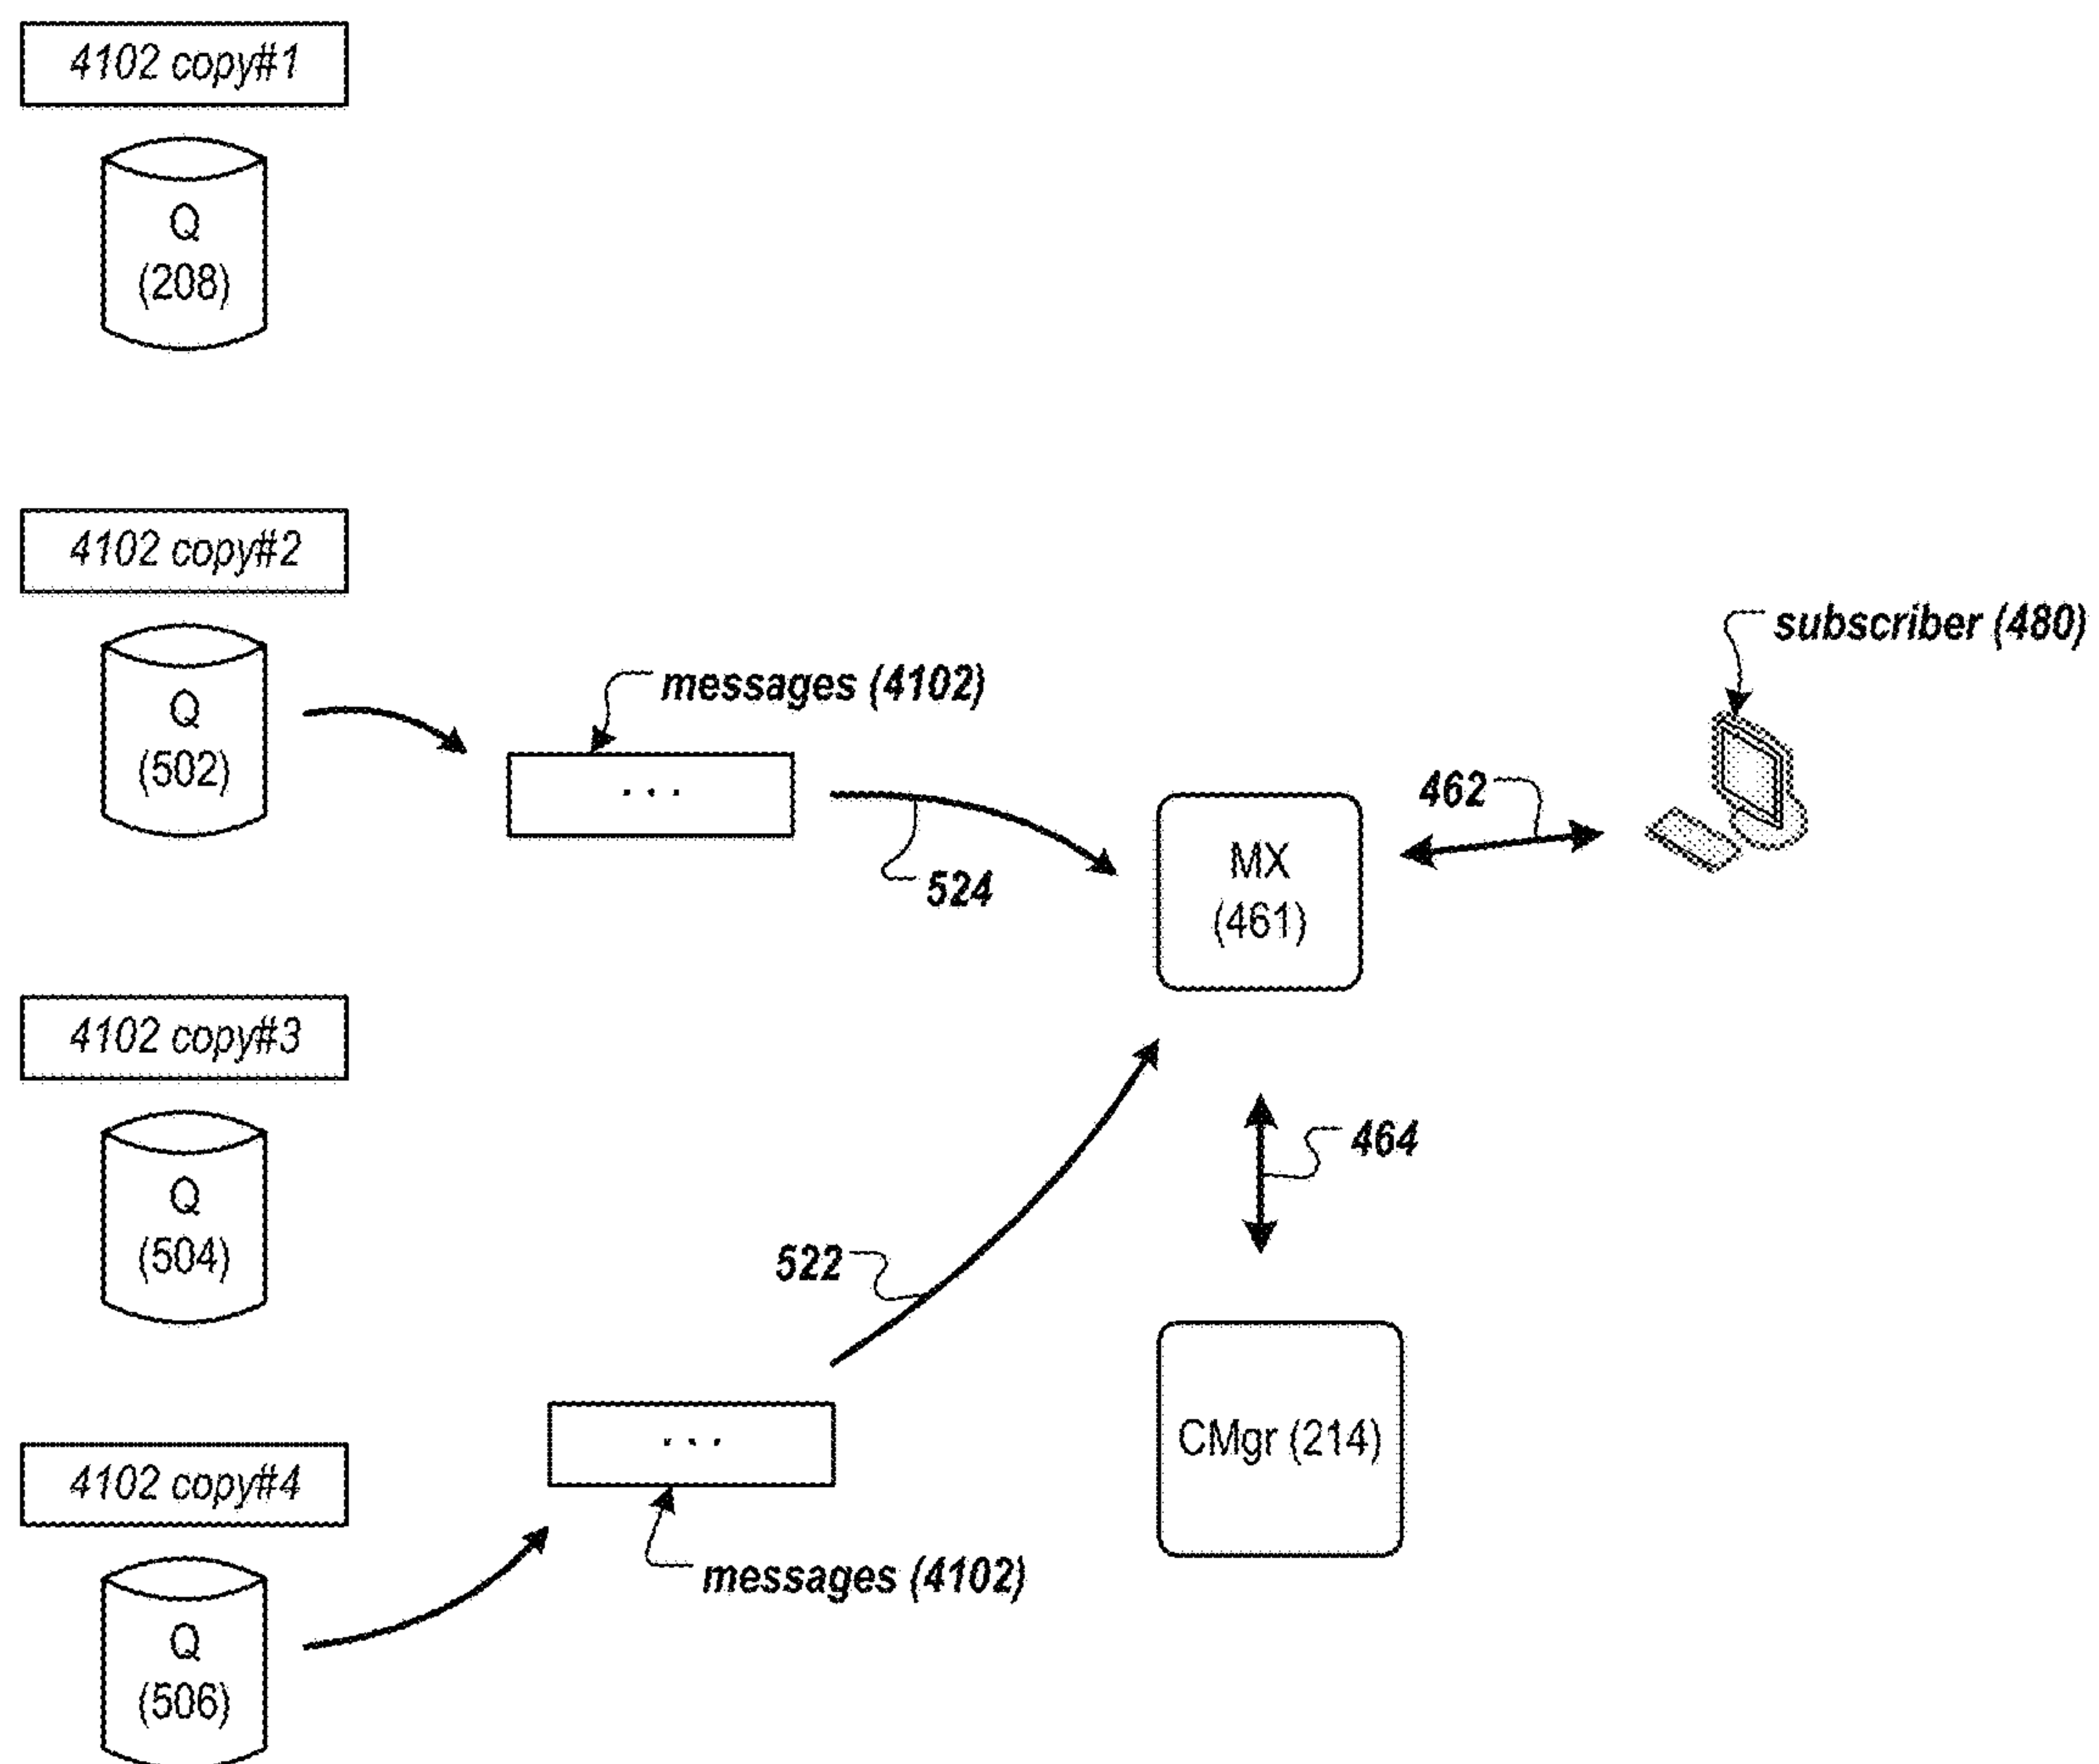 4102 copy#1
Q
(208)
4102 copy#2
Q
(502)
messages (4102)
. . .
524
MX
(461)
462
subscriber (480)
4102 copy#3
Q
(504)
464
522
CMgr (214)
. . .
messages (4102)
4102 copy#4
Q
(506)